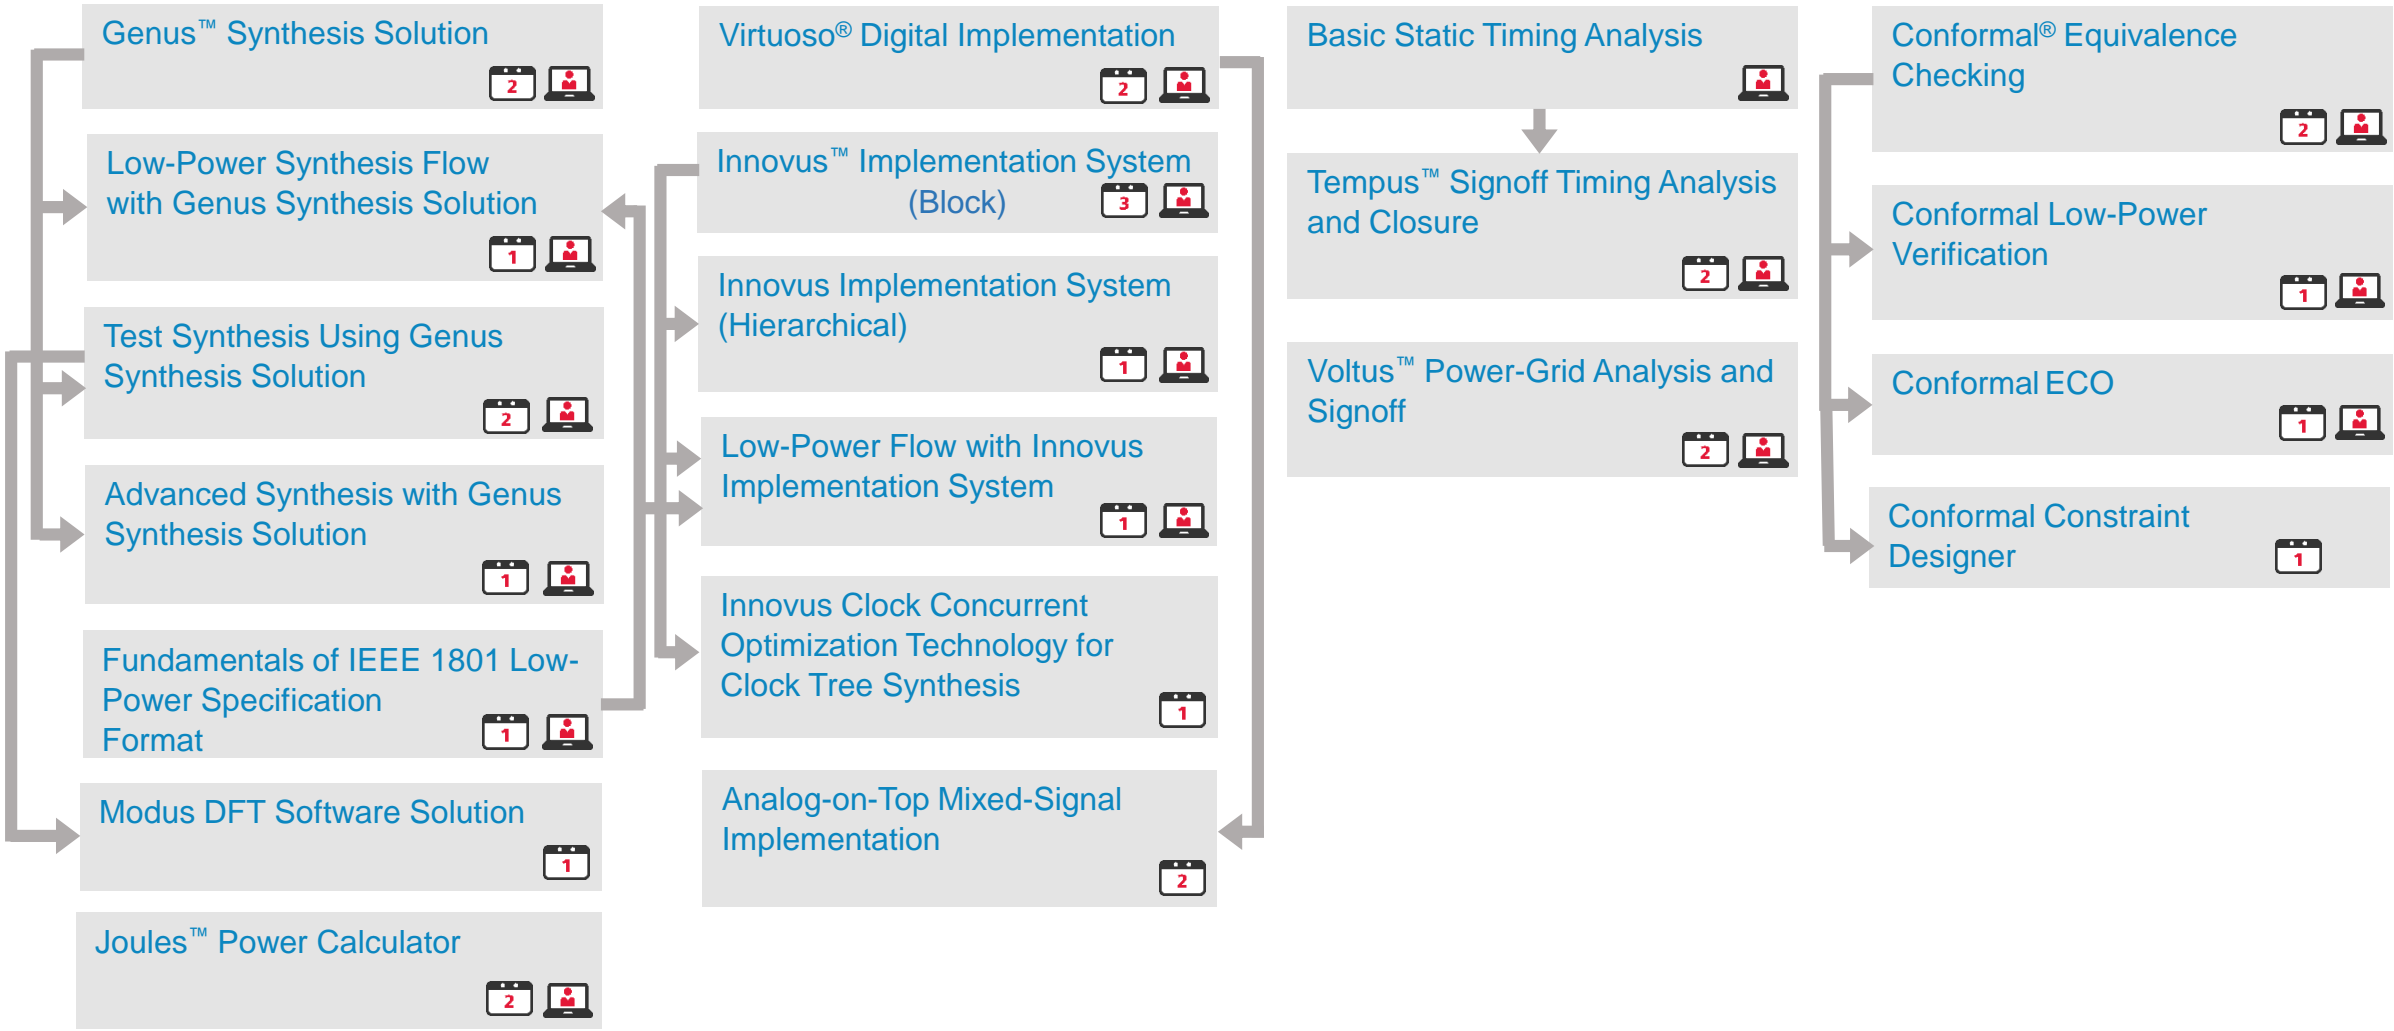 Genus™ Synthesis Solution
2
Low-Power Synthesis Flow
with Genus Synthesis Solution
1
Test Synthesis Using Genus
Synthesis Solution
2
Advanced Synthesis with Genus
Synthesis Solution
1
Fundamentals of IEEE 1801 Low-
Power Specification
Format
1
Modus DFT Software Solution
1
Joules™ Power Calculator
2
Virtuoso® Digital Implementation
2
Innovus™ Implementation System
(Block)
3
Innovus Implementation System
(Hierarchical)
1
Low-Power Flow with Innovus
Implementation System
1
Innovus Clock Concurrent
Optimization Technology for
Clock Tree Synthesis
1
Analog-on-Top Mixed-Signal
Implementation
2
Basic Static Timing Analysis
Tempus™ Signoff Timing Analysis
and Closure
2
Voltus™ Power-Grid Analysis and
Signoff
2
Conformal® Equivalence
Checking
2
Conformal Low-Power
Verification
1
Conformal ECO
1
Conformal Constraint
Designer
1